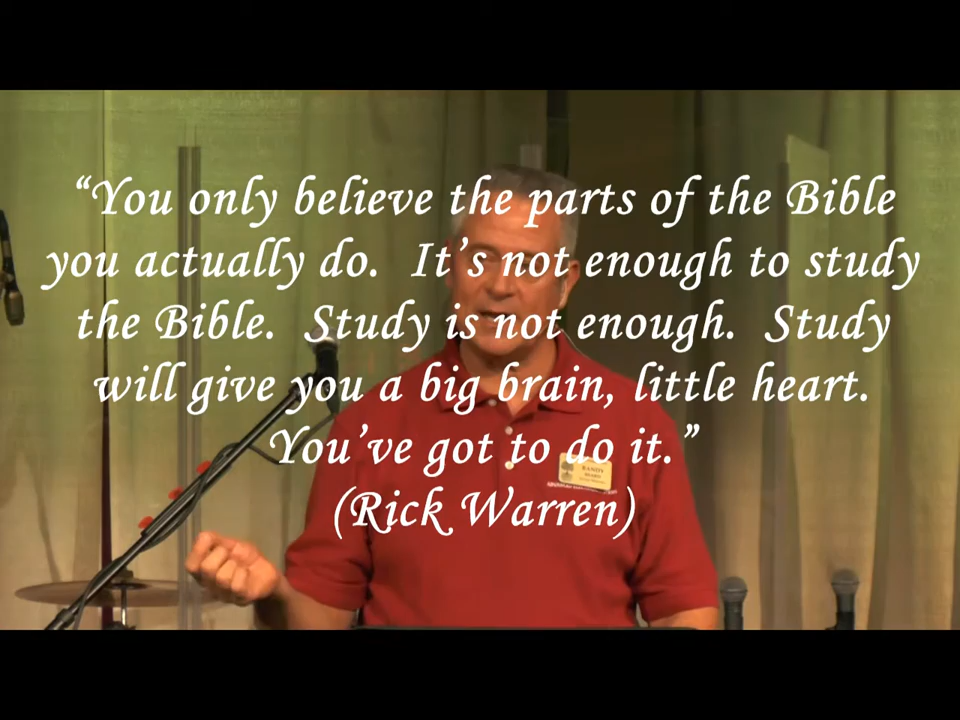 “You only believe the parts of the Bible
you actually do.  It’s not enough to study
the Bible.  Study is not enough.  Study
will give you a big brain, little heart.
You’ve got to do it.”
(Rick Warren)
RANDY